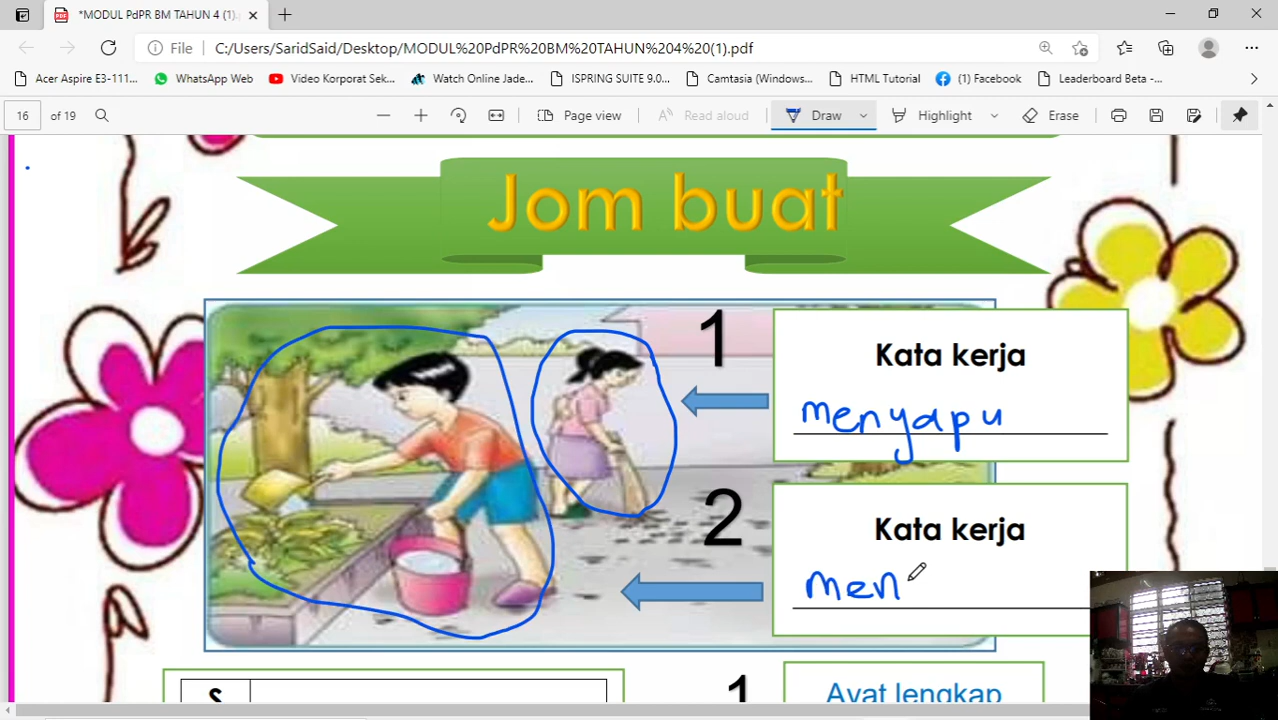 *MODUL PdPR BM TAHUN 4 (1).p
File C:/Users/SaridSaid/Desktop/MODUL%20PdPR%20BM%20TAHUN%204%20(1).pdf
Acer Aspire E3-111... WhatsApp Web Video Korporat Sek... Watch Online Jade... ISPRING SUITE 9.0... Camtasia (Windows... HTML Tutorial (1) Facebook Leaderboard Beta -...
16 of 19 Page view Read aloud Draw Highlight Erase
Jom buat
1
Kata kerja
menyapu
2
Kata kerja
men
S
1
Ayat lengkap